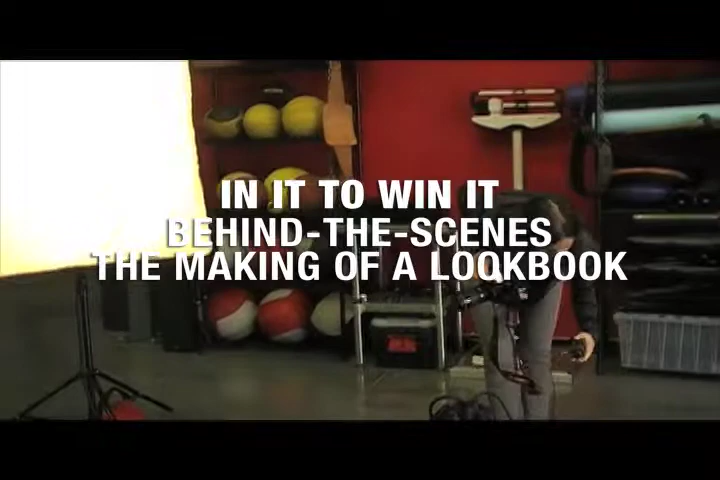 IN IT TO WIN IT
BEHIND-THE-SCENES
THE MAKING OF A LOOKBOOK